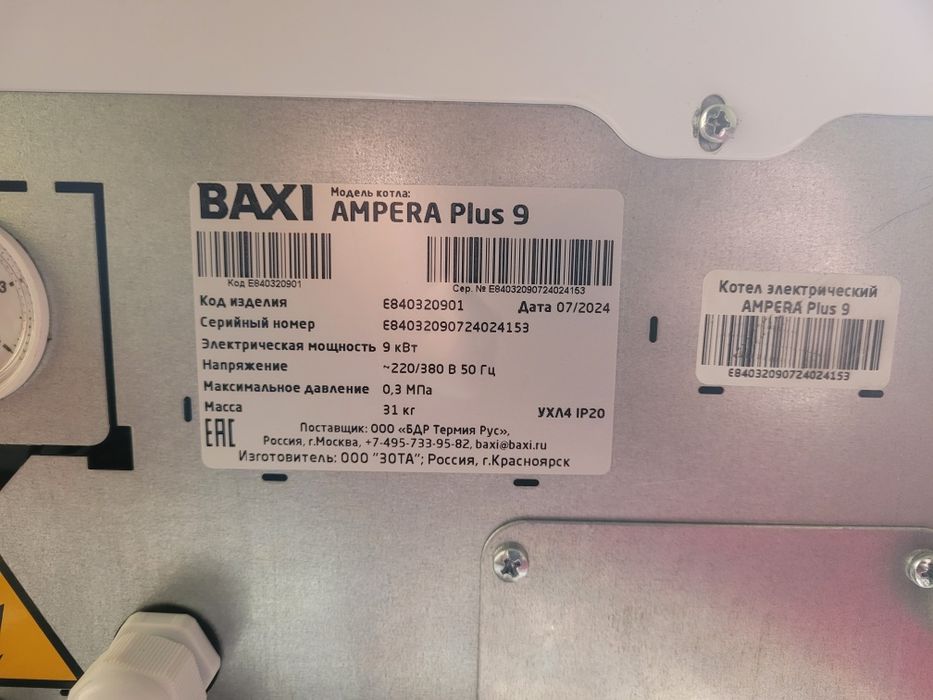 BAXI Модель котла:
AMPERA Plus 9
Код E840320901
Сер. № E84032090724024153
Код изделия E840320901 Дата 07/2024
Серийный номер E84032090724024153
Электрическая мощность 9 кВт
Напряжение ~220/380 В 50 Гц
Максимальное давление 0,3 МПа
Масса 31 кг УХЛ4 IP20
EAC
Поставщик: ООО «БДР Термия Рус»,
Россия, г.Москва, +7-495-733-95-82, baxi@baxi.ru
Изготовитель: ООО "ЗОТА"; Россия, г.Красноярск
Котел электрический
AMPERA Plus 9
E84032090724024153
3